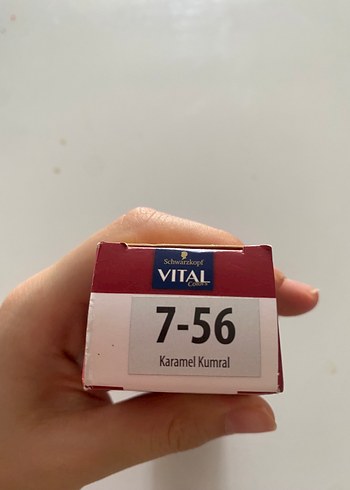 Schwarzkopf
VITAL
Colors
7-56
Karamel Kumral